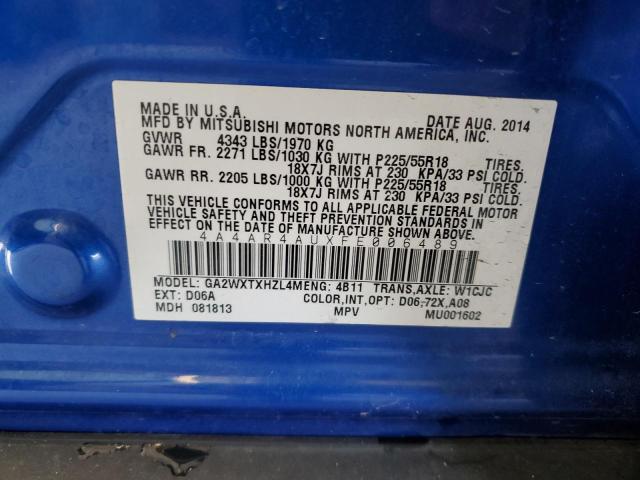 MADE IN U.S.A. DATE AUG. 2014
MFD BY MITSUBISHI MOTORS NORTH AMERICA, INC.
GVWR 4343 LBS/1970 KG
GAWR FR. 2271 LBS/1030 KG WITH P225/55R18 TIRES.
18X7J RIMS AT 230 KPA/33 PSI COLD.
GAWR RR. 2205 LBS/1000 KG WITH P225/55R18 TIRES.
18X7J RIMS AT 230 KPA/33 PSI COLD.
THIS VEHICLE CONFORMS TO ALL APPLICABLE FEDERAL MOTOR
VEHICLE SAFETY AND THEFT PREVENTION STANDARDS IN
EFFECT ON THE DATE OF MANUFACTURE SHOWN ABOVE.
4A4AR4AUXFE006489
MODEL: GA2WXTXHZL4MENG: 4B11 TRANS,AXLE: W1CJC
EXT: D06A COLOR,INT,OPT: D06,72X,A08
MDH 081813 MPV MU001602